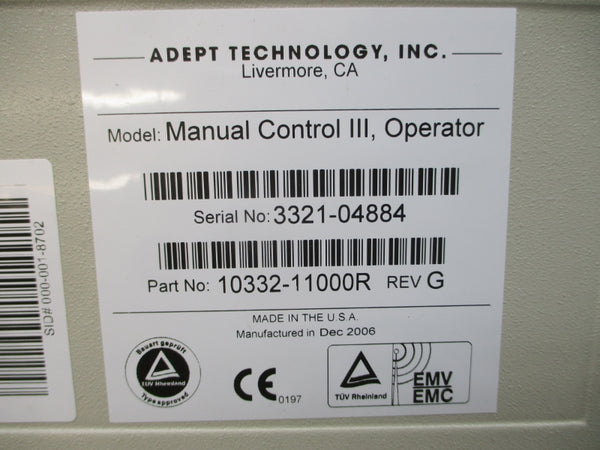 ADEPT TECHNOLOGY, INC.
Livermore, CA
Model: Manual Control III, Operator
Serial No: 3321-04884
Part No: 10332-11000R REV G
MADE IN THE U.S.A.
Manufactured in Dec 2006
Bauart geprüft
TÜV Rheinland
Type approved
CE 0197
TÜV Rheinland
EMV
EMC
SID# 000-001-8702